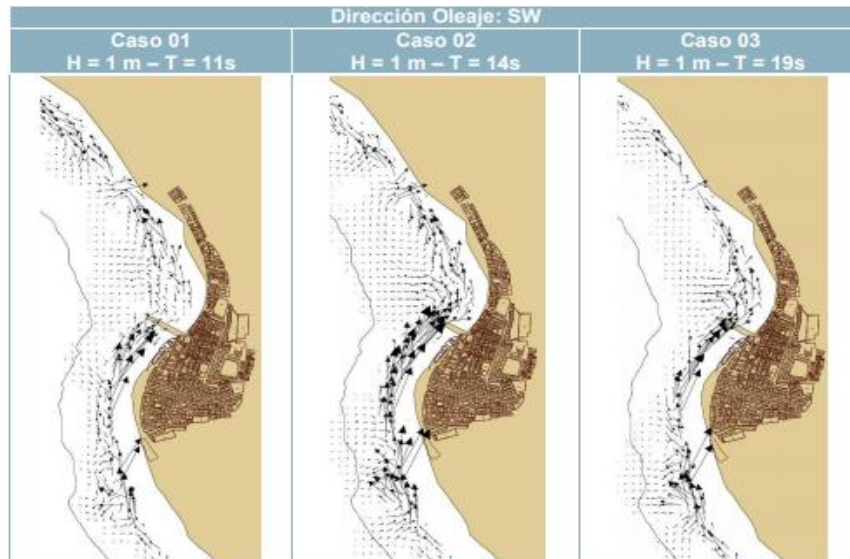 Dirección Oleaje: SW
Caso 01
H = 1 m – T = 11s
Caso 02
H = 1 m – T = 14s
Caso 03
H = 1 m – T = 19s